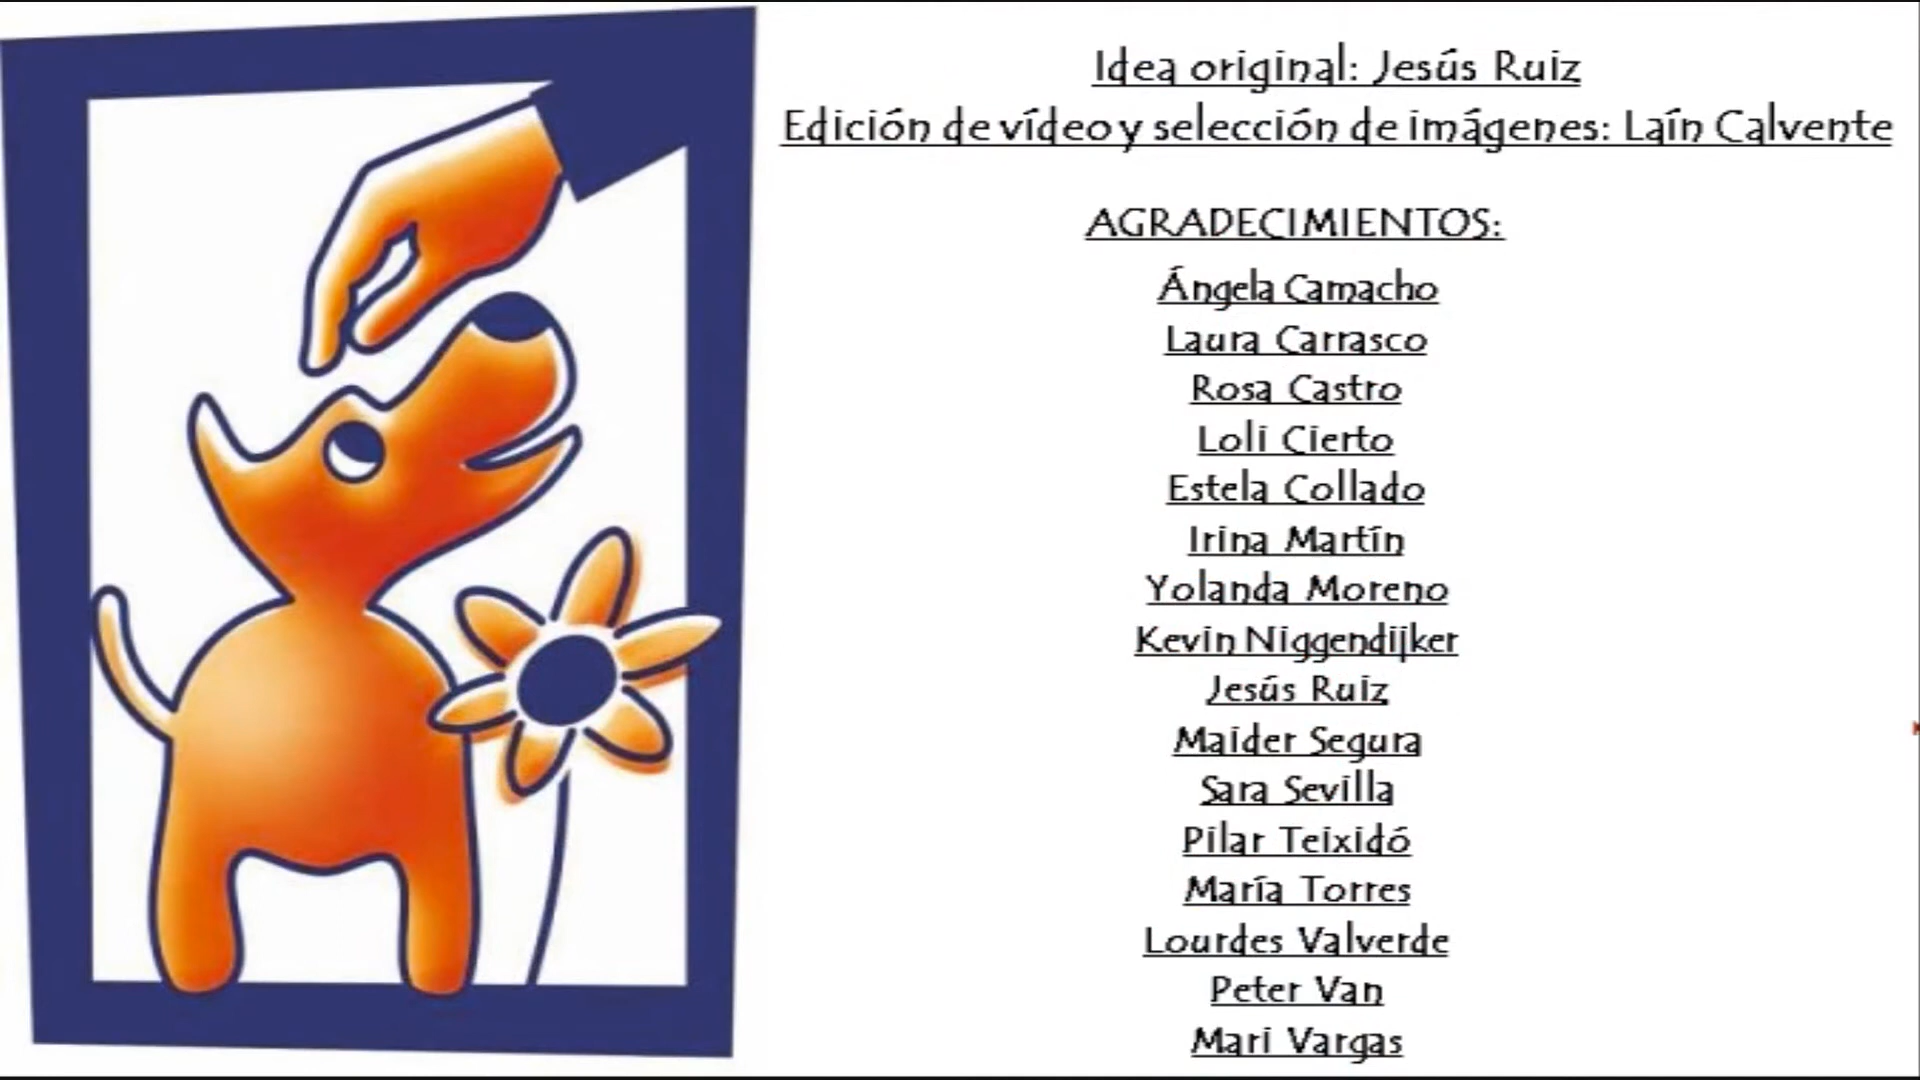 Idea original: Jesús Ruiz
Edición de vídeo y selección de imágenes: Laín Calvente
AGRADECIMIENTOS:
Ángela Camacho
Laura Carrasco
Rosa Castro
Loli Cierto
Estela Collado
Irina Martín
Yolanda Moreno
Kevin Niggendijker
Jesús Ruiz
Maider Segura
Sara Sevilla
Pilar Teixidó
María Torres
Lourdes Valverde
Peter Van
Mari Vargas